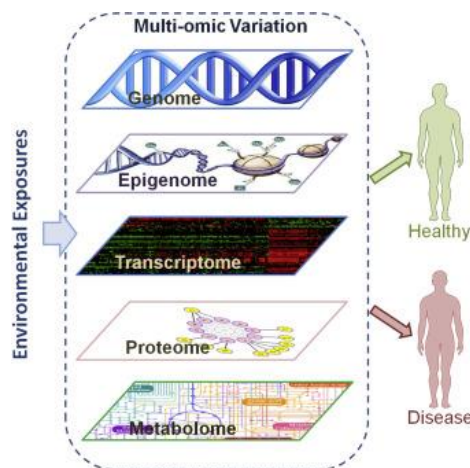 Multi-omic Variation
Environmental Exposures
Genome
Epigenome
Transcriptome
Proteome
Metabolome
Healthy
Disease